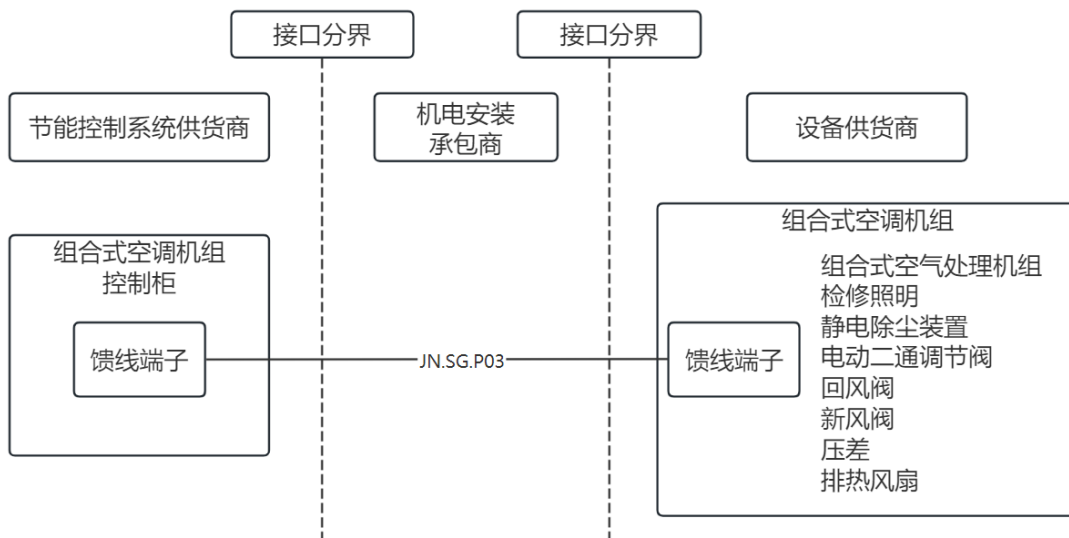 接口分界
接口分界
节能控制系统供货商
机电安装
承包商
设备供货商
组合式空调机组
控制柜
馈线端子
JN.SG.P03
组合式空调机组
馈线端子
组合式空气处理机组
检修照明
静电除尘装置
电动二通调节阀
回风阀
新风阀
压差
排热风扇